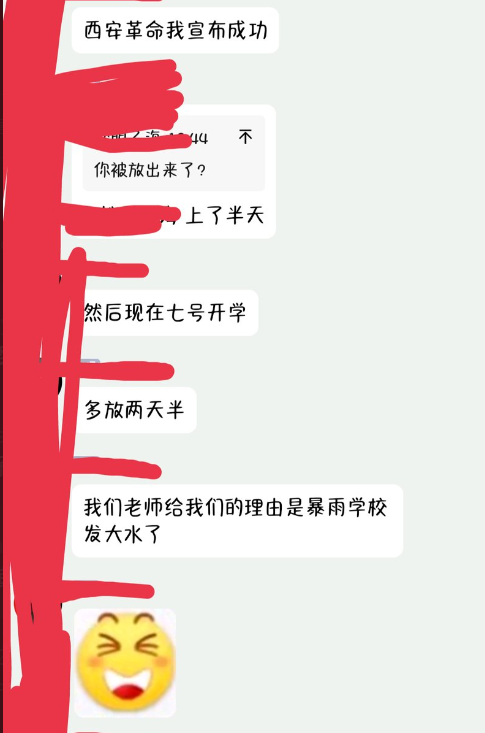 西安革命我宣布成功
不
你被放出来了?
上了半天
然后现在七号开学
多放两天半
我们老师给我们的理由是暴雨学校
发大水了